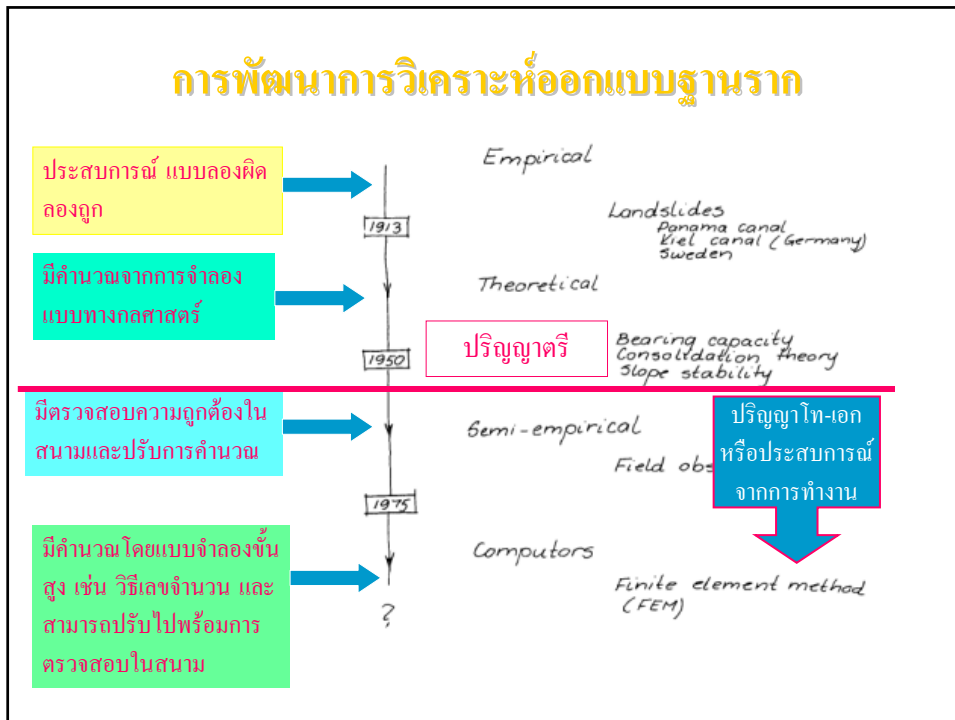 การพัฒนาการวิเคราะห์ออกแบบฐานราก
ประสบการณ์ แบบลองผิด
ลองถูก
Empirical
1913
Landslides
Panama canal
Kiel canal (Germany)
Sweden
มีคำนวณจากการจำลอง
แบบทางกลศาสตร์
Theoretical
1950
ปริญญาตรี
Bearing capacity
Consolidation theory
Slope stability
มีตรวจสอบความถูกต้องใน
สนามและปรับการคำนวณ
Semi-empirical
Field
ปริญญาโท-เอก
หรือประสบการณ์
จากการทำงาน
1975
มีคำนวณโดยแบบจำลองขั้น
สูง เช่น วิธีเลขจำนวน และ
สามารถปรับไปพร้อมการ
ตรวจสอบในสนาม
Computors
Finite element method
(FEM)
?